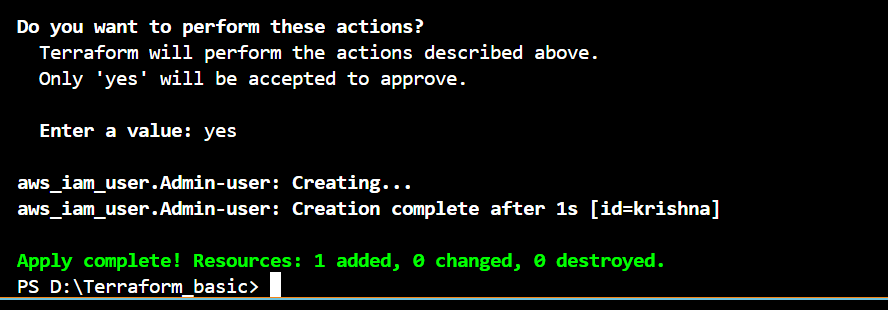 Do you want to perform these actions?
Terraform will perform the actions described above.
Only 'yes' will be accepted to approve.
Enter a value: yes
aws_iam_user.Admin-user: Creating...
aws_iam_user.Admin-user: Creation complete after 1s [id=krishna]
Apply complete! Resources: 1 added, 0 changed, 0 destroyed.
PS D:\Terraform_basic>